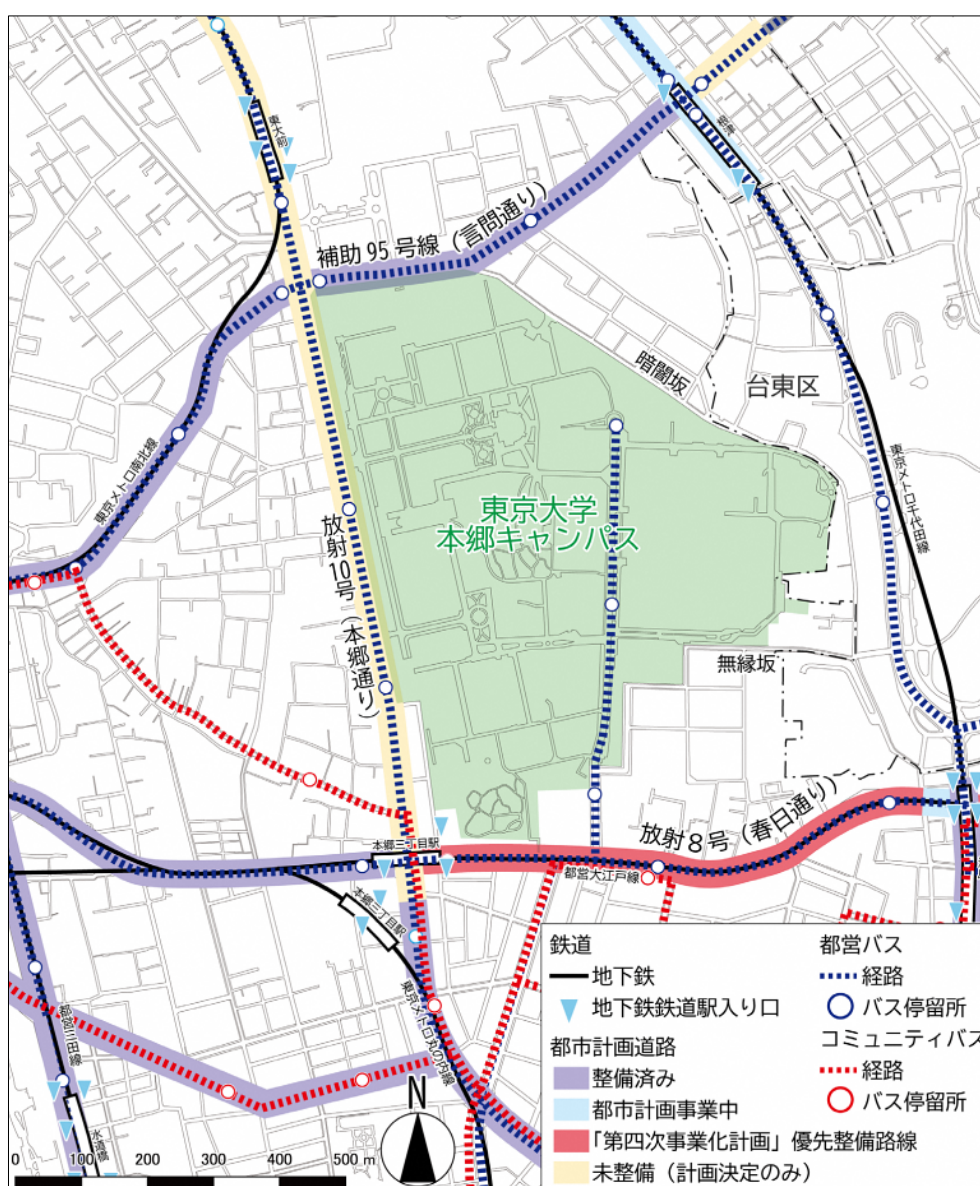 東大前
根津
補助 95 号線（言問通り）
暗闇坂
台東区
東京メトロ南北線
東京メトロ千代田線
東京大学
本郷キャンパス
放射10号（本郷通り）
無縁坂
放射８号（春日通り）
本郷三丁目駅
都営大江戸線
本郷三丁目駅
東京メトロ丸の内線
水道橋
N
0 100 200 300 500 m
鉄道
地下鉄
地下鉄鉄道駅入り口
都市計画道路
整備済み
都市計画事業中
「第四次事業化計画」優先整備路線
未整備（計画決定のみ）
都営バス
経路
バス停留所
コミュニティバス
経路
バス停留所